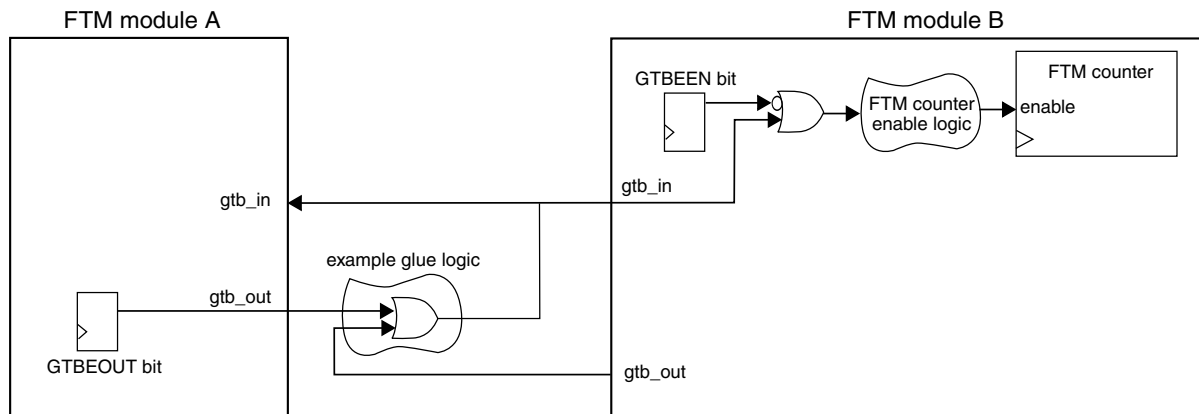 FTM module A
FTM module B
GTBEEN bit
FTM counter
enable
FTM counter
enable logic
gtb_in
gtb_in
example glue logic
gtb_out
GTBEOUT bit
gtb_out